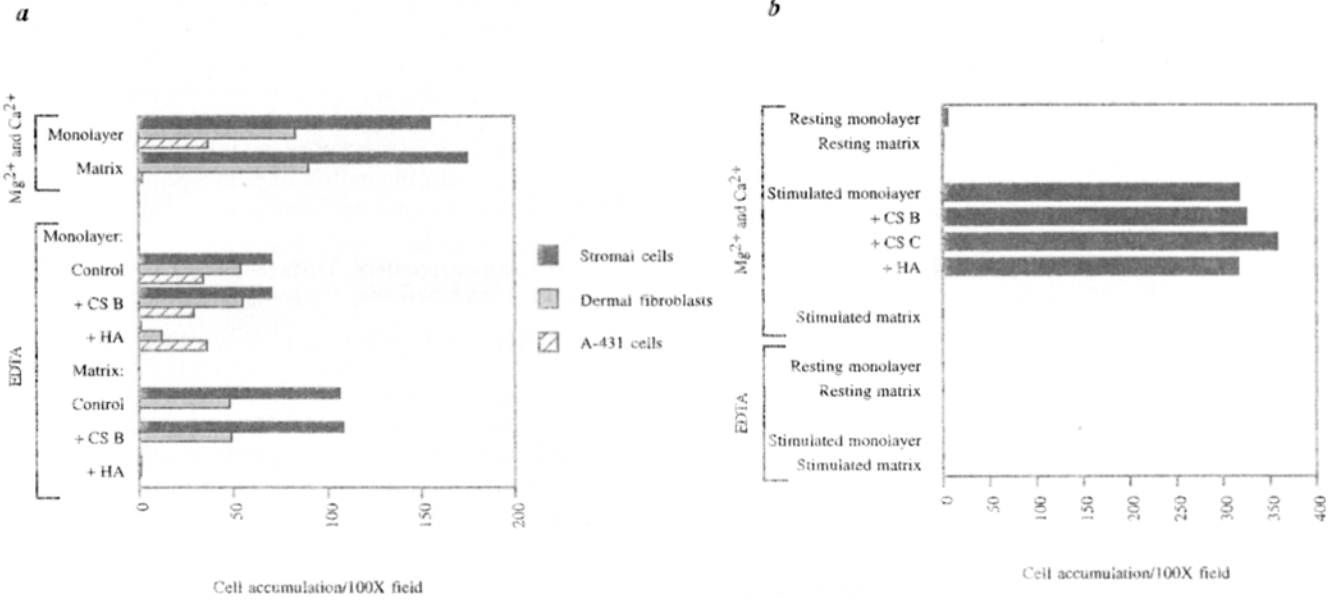 a
Mg2+ and Ca2+
Monolayer
Matrix
EDTA
Monolayer:
Control
+ CS B
+ HA
Matrix:
Control
+ CS B
+ HA
0 50 100 150 200
Cell accumulation/100X field
Stromal cells
Dermal fibroblasts
A-431 cells
b
Mg2+ and Ca2+
Resting monolayer
Resting matrix
Stimulated monolayer
+ CS B
+ CS C
+ HA
Stimulated matrix
EDTA
Resting monolayer
Resting matrix
Stimulated monolayer
Stimulated matrix
0 50 100 150 200 250 300 350 400
Cell accumulation/100X field